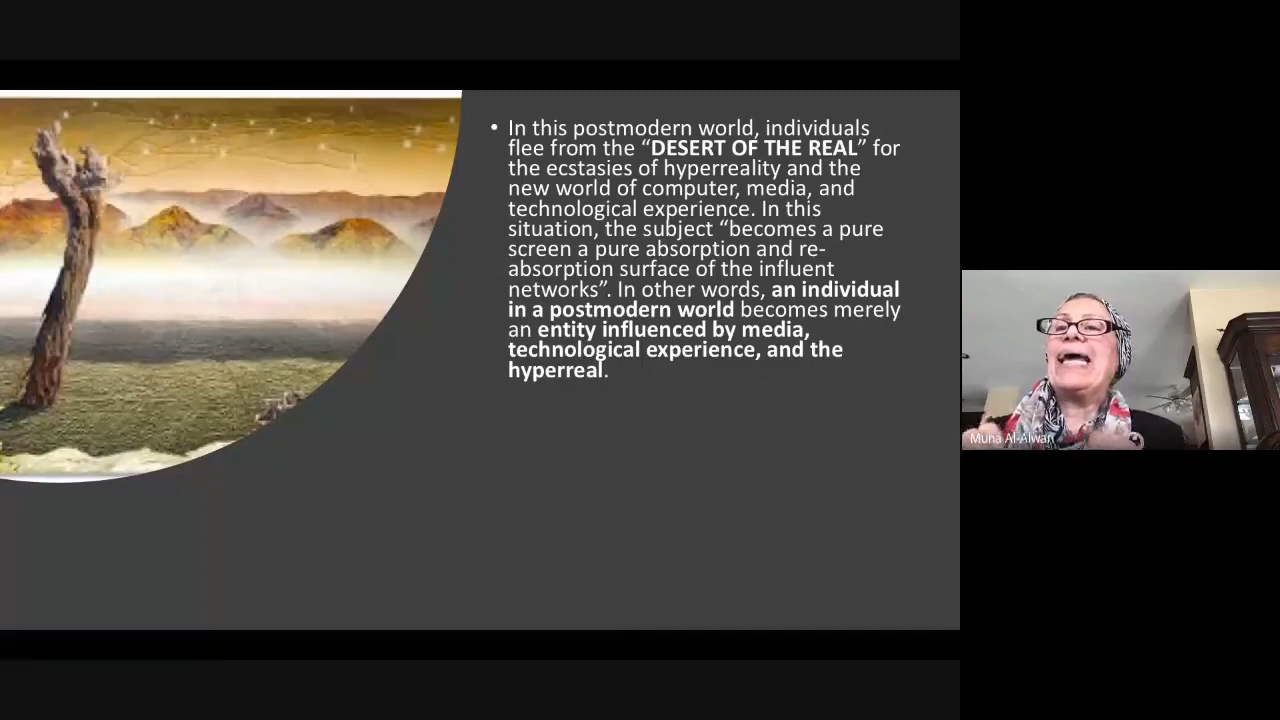 • In this postmodern world, individuals
flee from the “DESERT OF THE REAL” for
the ecstasies of hyperreality and the
new world of computer, media, and
technological experience. In this
situation, the subject “becomes a pure
screen a pure absorption and re-
absorption surface of the influent
networks”. In other words, an individual
in a postmodern world becomes merely
an entity influenced by media,
technological experience, and the
hyperreal.
Muna Al-Alwan